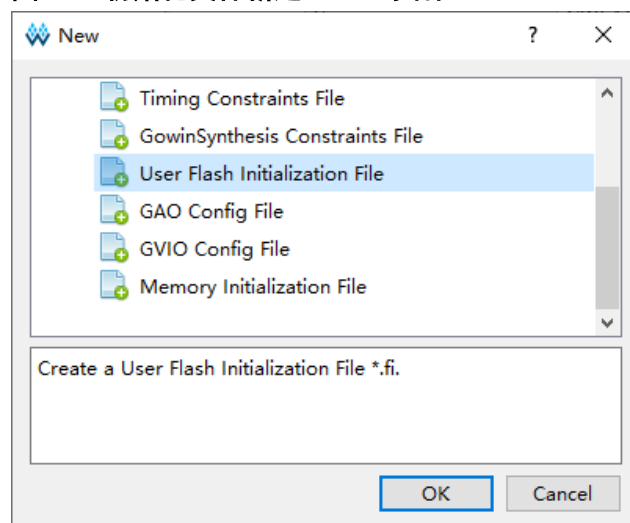 New
?
Timing Constraints File
GowinSynthesis Constraints File
User Flash Initialization File
GAO Config File
GVIO Config File
Memory Initialization File
Create a User Flash Initialization File *.fi.
OK
Cancel